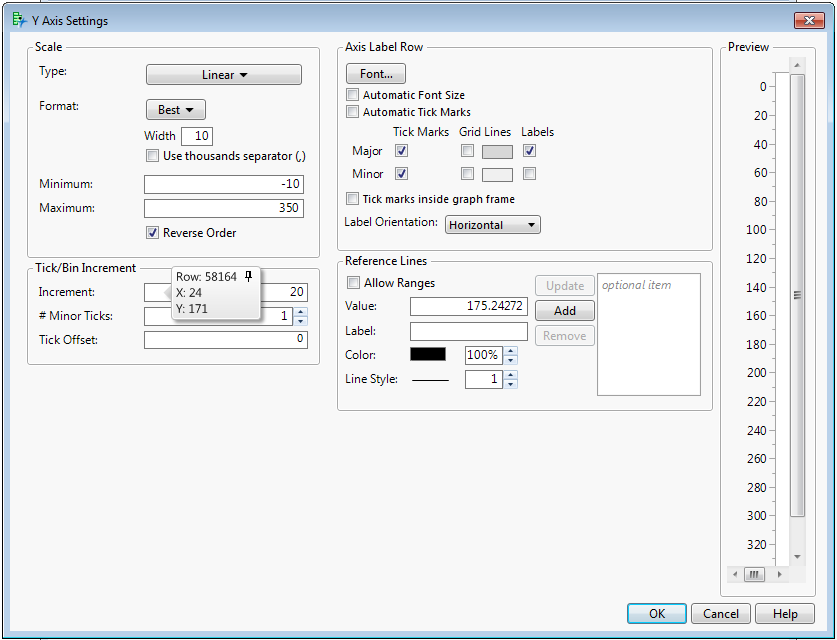 Y Axis Settings
Scale
Type:
Linear
Format:
Best
Width 10
Use thousands separator (,)
Minimum: -10
Maximum: 350
Reverse Order
Tick/Bin Increment
Increment: 20
Row: 58164
X: 24
Y: 171
# Minor Ticks: 1
Tick Offset: 0
Axis Label Row
Font...
Automatic Font Size
Automatic Tick Marks
Tick Marks Grid Lines Labels
Major
Minor
Tick marks inside graph frame
Label Orientation: Horizontal
Reference Lines
Allow Ranges
Value: 175.24272
Label:
Color: 100%
Line Style: 1
Update
Add
Remove
optional item
Preview
0
20
40
60
80
100
120
140
160
180
200
220
240
260
280
300
320
OK Cancel Help